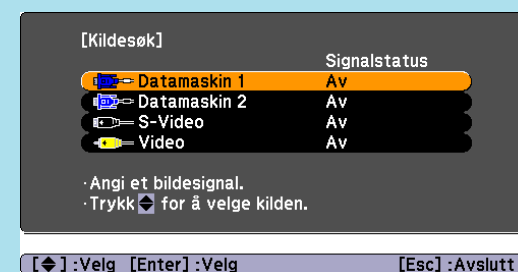 [Kildesøk]
Signalstatus
Datamaskin 1 Av
Datamaskin 2 Av
S-Video Av
Video Av
·Angi et bildesignal.
·Trykk for å velge kilden.
[ ] :Velg [Enter] :Velg [Esc] :Avslutt